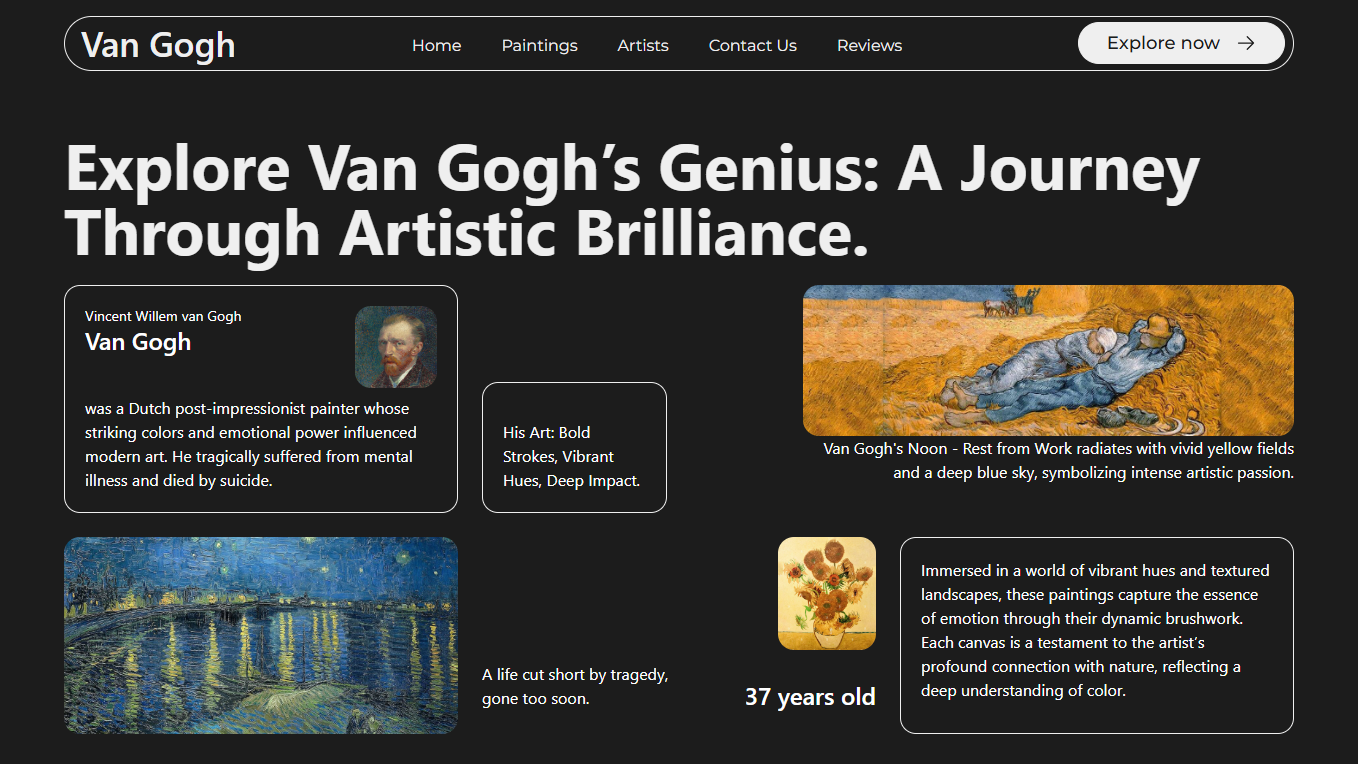 Van Gogh
Home
Paintings
Artists
Contact Us
Reviews
Explore now
Explore Van Gogh’s Genius: A Journey
Through Artistic Brilliance.
Vincent Willem van Gogh
Van Gogh
was a Dutch post-impressionist painter whose
striking colors and emotional power influenced
modern art. He tragically suffered from mental
illness and died by suicide.
His Art: Bold
Strokes, Vibrant
Hues, Deep Impact.
Van Gogh's Noon - Rest from Work radiates with vivid yellow fields
and a deep blue sky, symbolizing intense artistic passion.
A life cut short by tragedy,
gone too soon.
37 years old
Immersed in a world of vibrant hues and textured
landscapes, these paintings capture the essence
of emotion through their dynamic brushwork.
Each canvas is a testament to the artist’s
profound connection with nature, reflecting a
deep understanding of color.